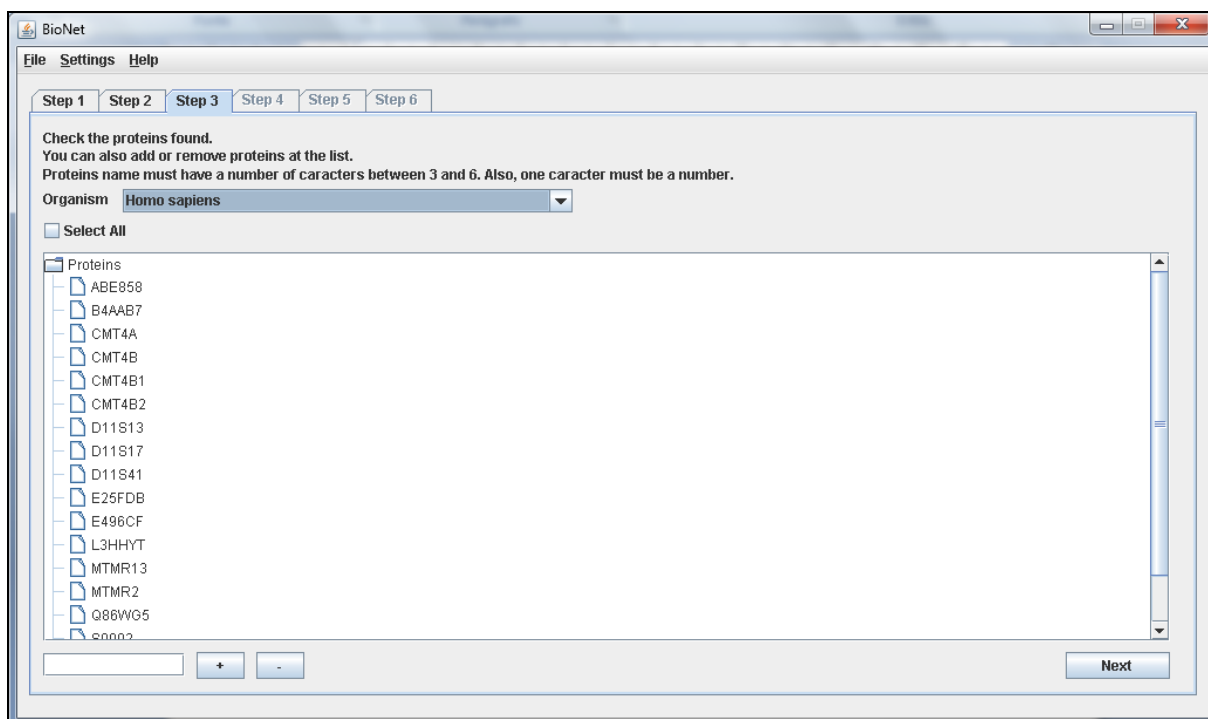 BioNet
File Settings Help
Step 1 Step 2 Step 3 Step 4 Step 5 Step 6
Check the proteins found.
You can also add or remove proteins at the list.
Proteins name must have a number of caracters between 3 and 6. Also, one caracter must be a number.
Organism Homo sapiens
Select All
Proteins
ABE858
B4AAB7
CMT4A
CMT4B
CMT4B1
CMT4B2
D11S13
D11S17
D11S41
E25FDB
E496CF
L3HHYT
MTMR13
MTMR2
Q86WG5
+ - Next